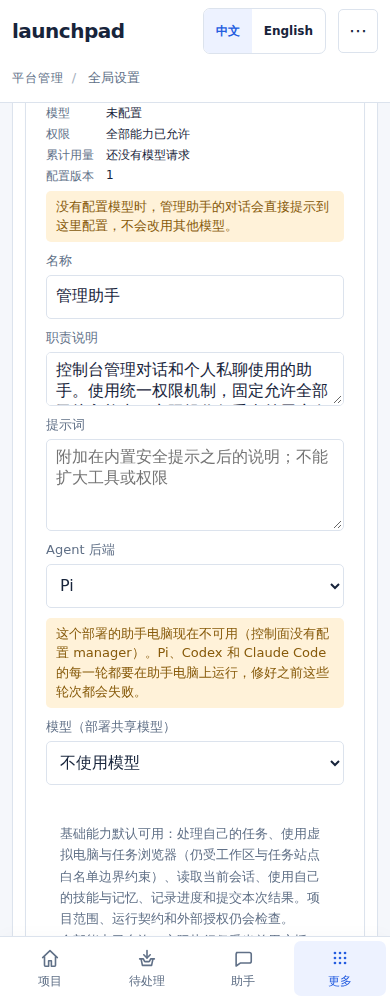 launchpad
中文
English
平台管理 / 全局设置
模型 未配置
权限 全部能力已允许
累计用量 还没有模型请求
配置版本 1
没有配置模型时，管理助手的对话会直接提示到
这里配置，不会改用其他模型。
名称
管理助手
职责说明
控制台管理对话和个人私聊使用的助
手。使用统一权限机制，固定允许全部
提示词
附加在内置安全提示之后的说明；不能
扩大工具或权限
Agent 后端
Pi
这个部署的助手电脑现在不可用（控制面没有配
置 manager）。Pi、Codex 和 Claude Code
的每一轮都要在助手电脑上运行，修好之前这些
轮次都会失败。
模型（部署共享模型）
不使用模型
基础能力默认可用：处理自己的任务、使用虚
拟电脑与任务浏览器（仍受工作区与任务站点
白名单边界约束）、读取当前会话、使用自己
的技能与记忆、记录进度和提交本次结果。项
目范围、运行契约和外部授权仍会检查。
项目
待处理
助手
更多